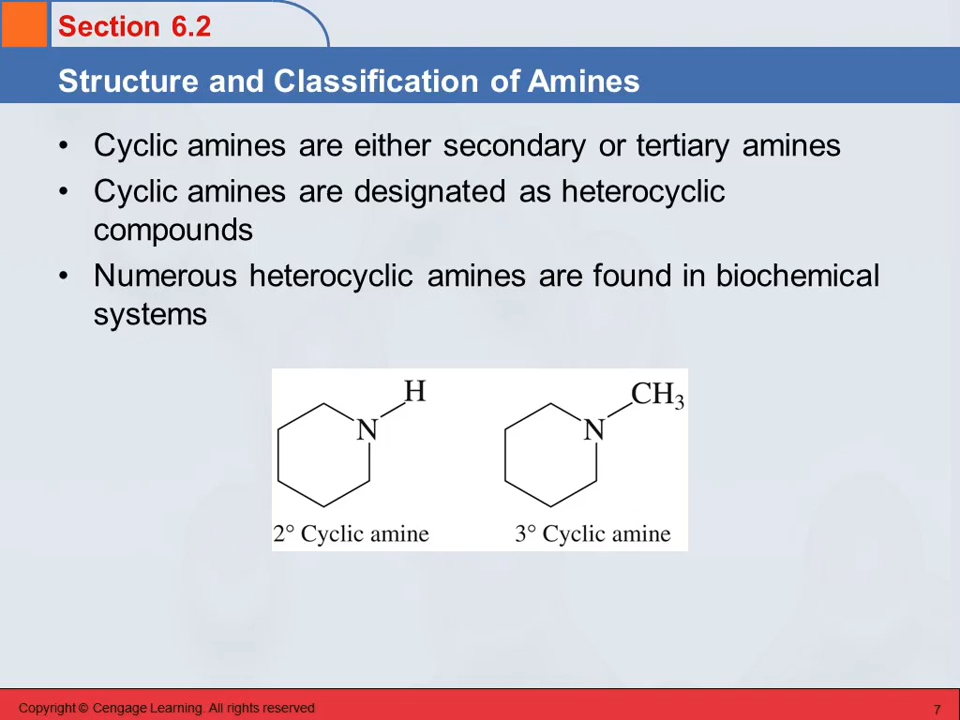 Section 6.2
Structure and Classification of Amines
• Cyclic amines are either secondary or tertiary amines
• Cyclic amines are designated as heterocyclic
compounds
• Numerous heterocyclic amines are found in biochemical
systems
H
N
2° Cyclic amine
CH₃
N
3° Cyclic amine
Copyright © Cengage Learning. All rights reserved
7